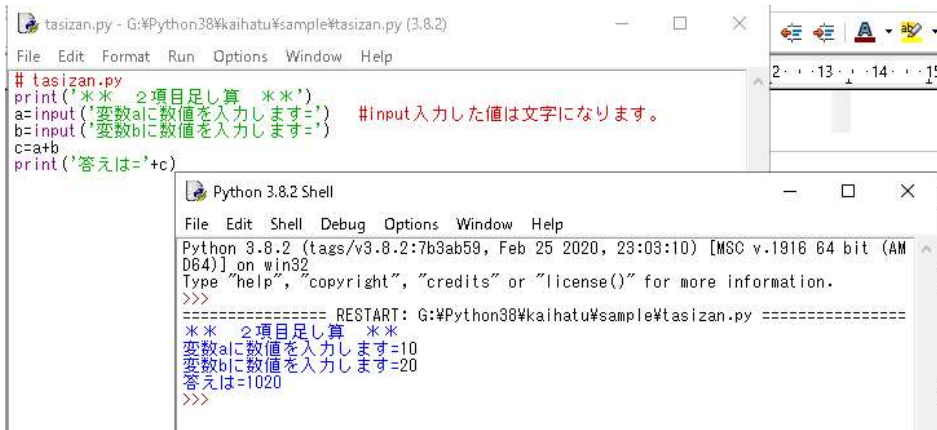 tasizan.py - G:¥Python38¥kaihatu¥sample¥tasizan.py (3.8.2)
File Edit Format Run Options Window Help
# tasizan.py
print('＊＊　２項目足し算　＊＊')
a=input('変数aに数値を入力します=')　　#input入力した値は文字になります。
b=input('変数bに数値を入力します=')
c=a+b
print('答えは='+c)
2 13 14 15
Python 3.8.2 Shell
File Edit Shell Debug Options Window Help
Python 3.8.2 (tags/v3.8.2:7b3ab59, Feb 25 2020, 23:03:10) [MSC v.1916 64 bit (AM
D64)] on win32
Type "help", "copyright", "credits" or "license()" for more information.
>>>
================ RESTART: G:¥Python38¥kaihatu¥sample¥tasizan.py ================
＊＊　２項目足し算　＊＊
変数aに数値を入力します=10
変数bに数値を入力します=20
答えは=1020
>>>